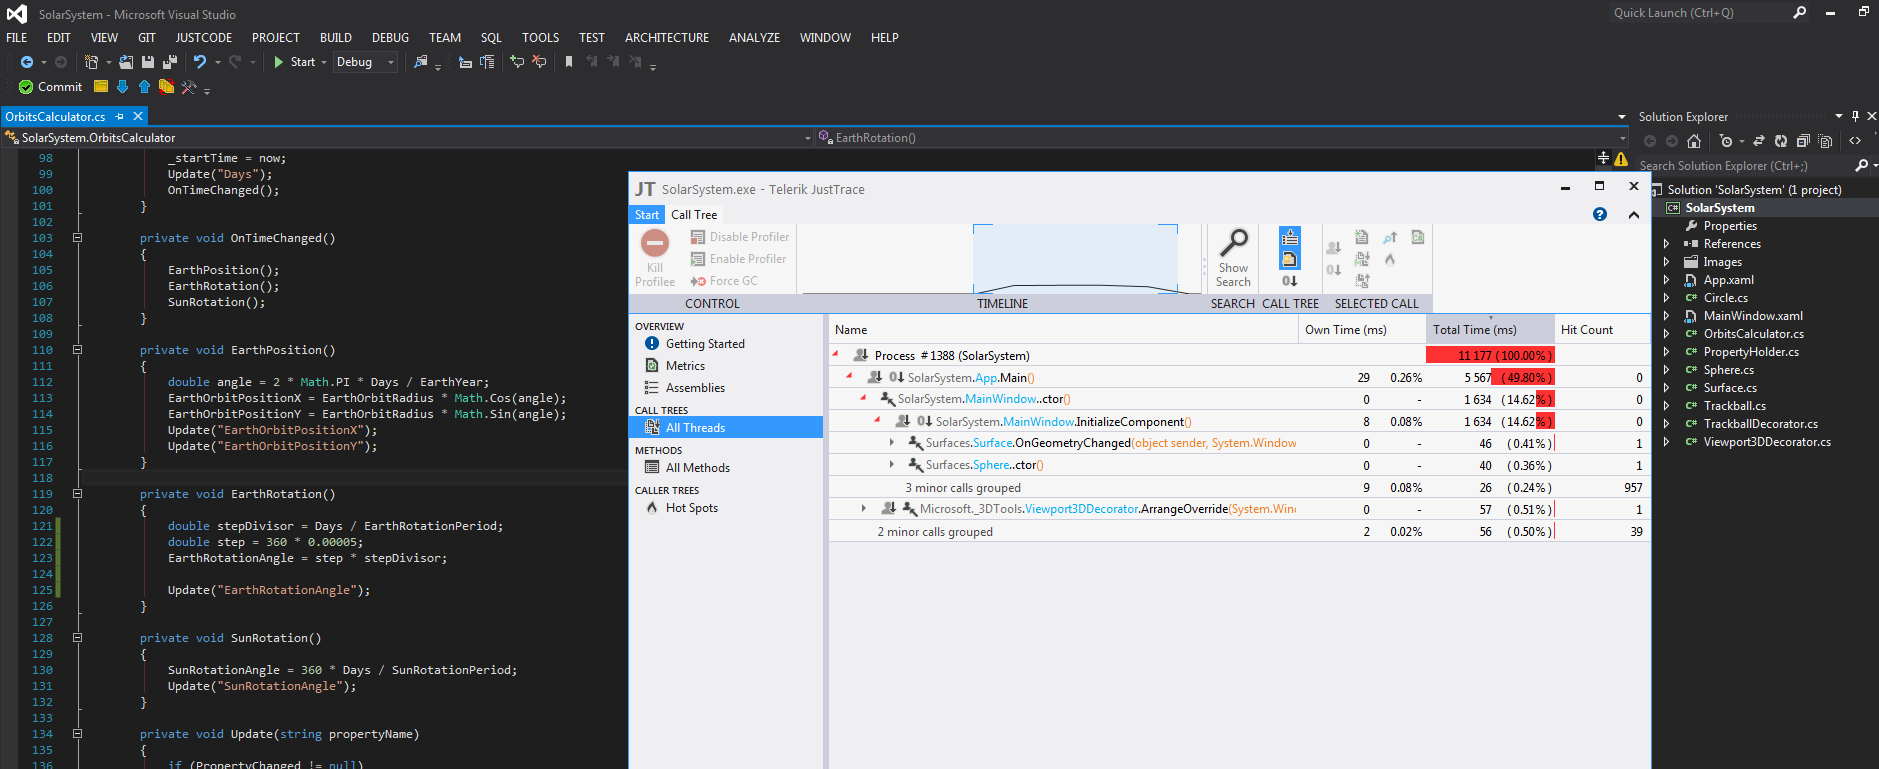 SolarSystem - Microsoft Visual Studio
Quick Launch (Ctrl+Q)
FILE EDIT VIEW GIT JUSTCODE PROJECT BUILD DEBUG TEAM SQL TOOLS TEST ARCHITECTURE ANALYZE WINDOW HELP
Start Debug
Commit
OrbitsCalculator.cs
SolarSystem.OrbitsCalculator
EarthRotation()
98 _startTime = now;
99 Update("Days");
100 OnTimeChanged();
101 }
102
103 private void OnTimeChanged()
104 {
105 EarthPosition();
106 EarthRotation();
107 SunRotation();
108 }
109
110 private void EarthPosition()
111 {
112 double angle = 2 * Math.PI * Days / EarthYear;
113 EarthOrbitPositionX = EarthOrbitRadius * Math.Cos(angle);
114 EarthOrbitPositionY = EarthOrbitRadius * Math.Sin(angle);
115 Update("EarthOrbitPositionX");
116 Update("EarthOrbitPositionY");
117 }
118
119 private void EarthRotation()
120 {
121 double stepDivisor = Days / EarthRotationPeriod;
122 double step = 360 * 0.00005;
123 EarthRotationAngle = step * stepDivisor;
124
125 Update("EarthRotationAngle");
126 }
127
128 private void SunRotation()
129 {
130 SunRotationAngle = 360 * Days / SunRotationPeriod;
131 Update("SunRotationAngle");
132 }
133
134 private void Update(string propertyName)
135 {
136 if (PropertyChanged != null)
JT SolarSystem.exe - Telerik JustTrace
Start Call Tree
Kill Profilee
Disable Profiler
Enable Profiler
Force GC
Show Search
CONTROL TIMELINE SEARCH CALL TREE SELECTED CALL
OVERVIEW
Getting Started
Metrics
Assemblies
CALL TREES
All Threads
METHODS
All Methods
CALLER TREES
Hot Spots
Name Own Time (ms) Total Time (ms) Hit Count
Process #1388 (SolarSystem) 11 177 (100.00%)
SolarSystem.App.Main() 29 0.26% 5 567 (49.80%) 0
SolarSystem.MainWindow..ctor() 0 - 1 634 (14.62%) 0
SolarSystem.MainWindow.InitializeComponent() 8 0.08% 1 634 (14.62%) 0
Surfaces.Surface.OnGeometryChanged(object sender, System.Window 0 - 46 (0.41%) 1
Surfaces.Sphere..ctor() 0 - 40 (0.36%) 1
3 minor calls grouped 9 0.08% 26 (0.24%) 957
Microsoft._3DTools.Viewport3DDecorator.ArrangeOverride(System.Win 0 - 57 (0.51%) 1
2 minor calls grouped 2 0.02% 56 (0.50%) 39
Solution Explorer
Search Solution Explorer (Ctrl+;)
Solution 'SolarSystem' (1 project)
SolarSystem
Properties
References
Images
App.xaml
Circle.cs
MainWindow.xaml
OrbitsCalculator.cs
PropertyHolder.cs
Sphere.cs
Surface.cs
Trackball.cs
TrackballDecorator.cs
Viewport3DDecorator.cs